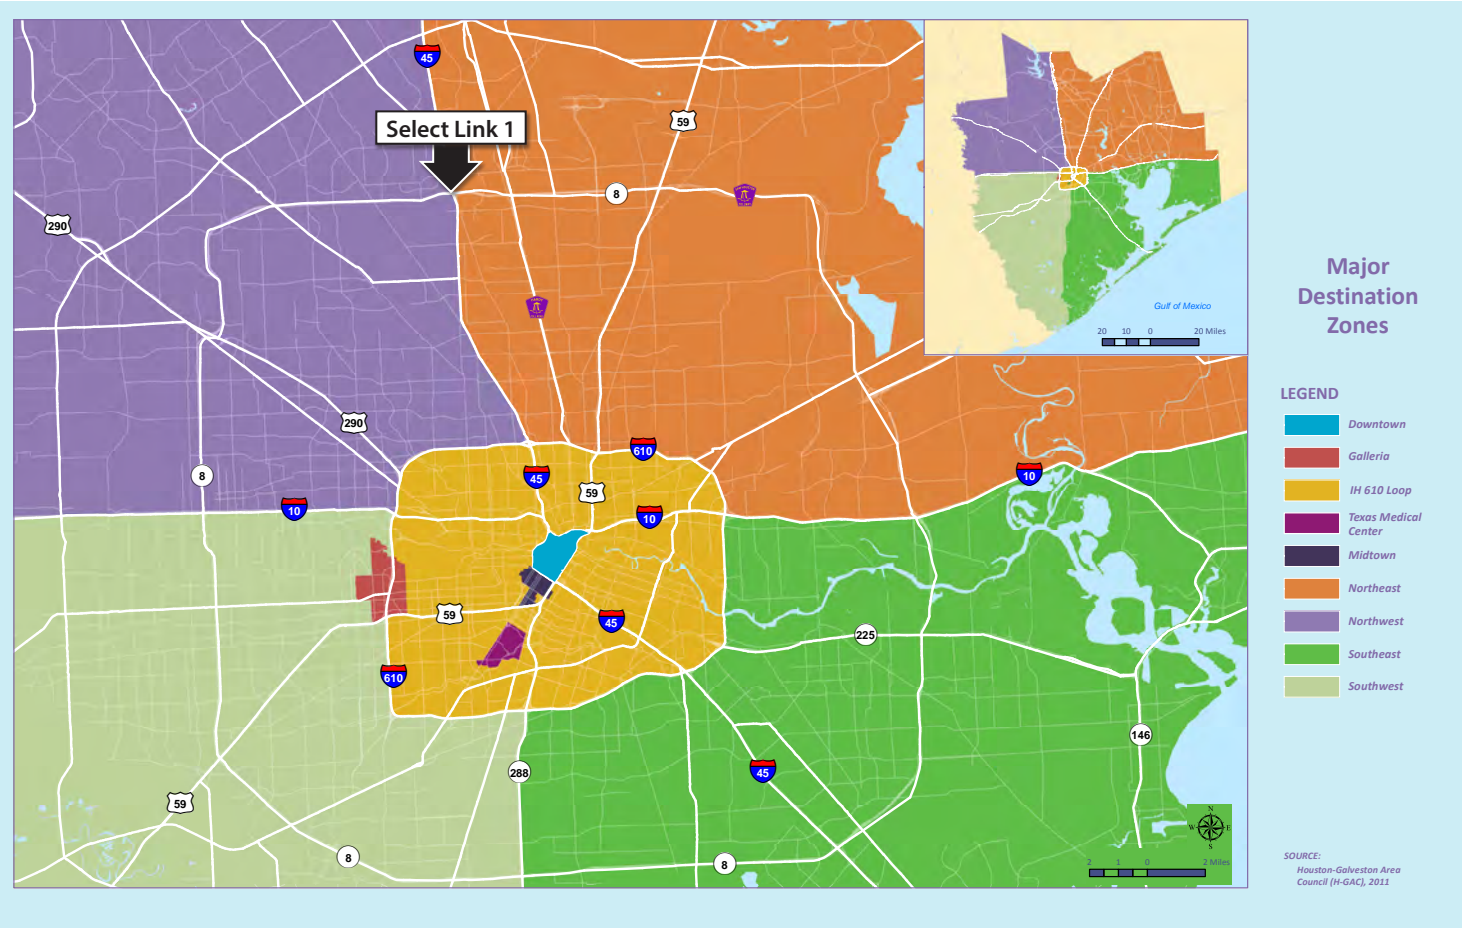 45
Select Link 1
59
8
290
290
8
10
45
610
59
10
10
59
45
610
225
146
288
45
59
8
8
Gulf of Mexico
20 10 0 20 Miles
N
W E
S
2 1 0 2 Miles
Major
Destination
Zones
LEGEND
Downtown
Galleria
IH 610 Loop
Texas Medical
Center
Midtown
Northeast
Northwest
Southeast
Southwest
SOURCE:
Houston-Galveston Area
Council (H-GAC), 2011